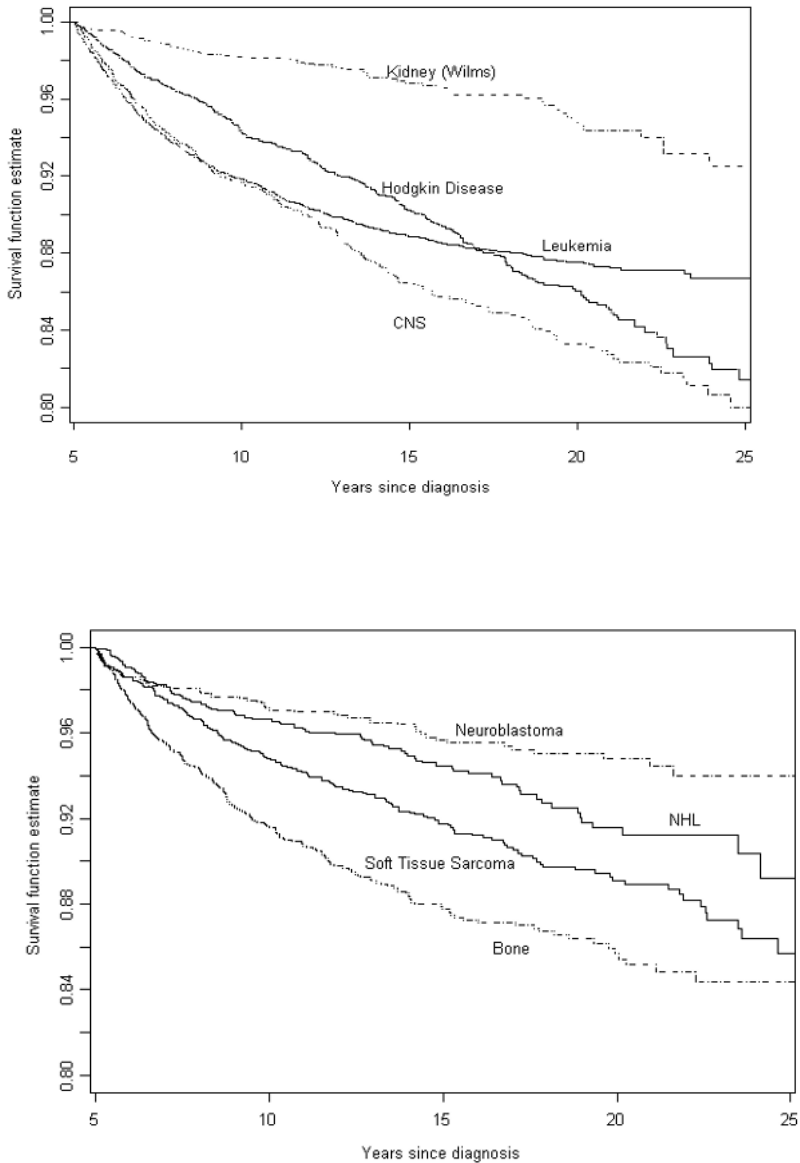 1.00
0.96
0.92
0.88
0.84
0.80
Survival function estimate
Kidney (Wilms)
Hodgkin Disease
Leukemia
CNS
5 10 15 20 25
Years since diagnosis
1.00
0.96
0.92
0.88
0.84
0.80
Survival function estimate
Neuroblastoma
NHL
Soft Tissue Sarcoma
Bone
5 10 15 20 25
Years since diagnosis